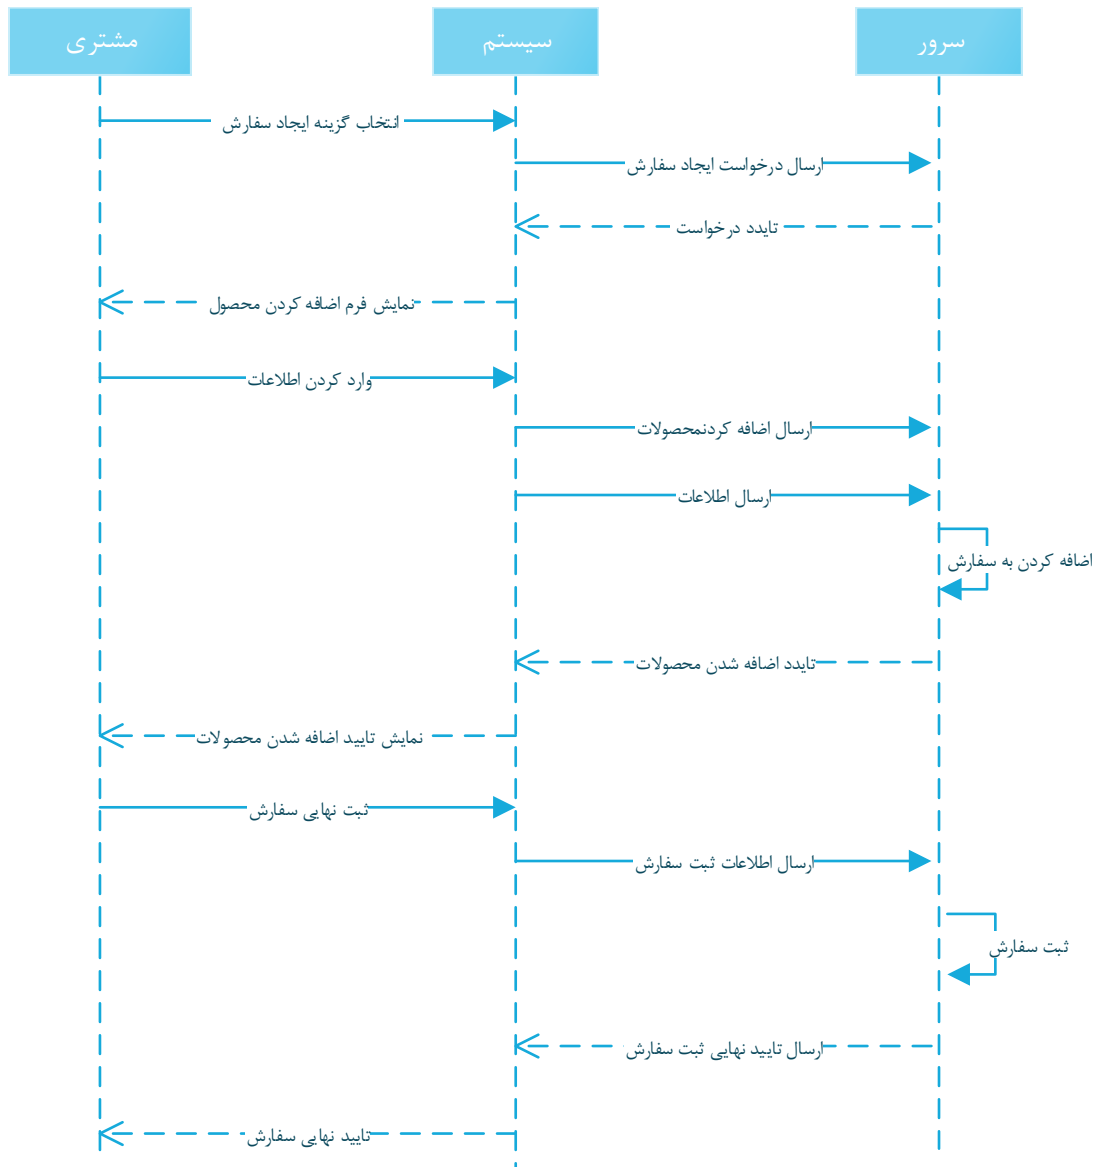 مشتری
سیستم
سرور
انتخاب گزینه ایجاد سفارش
ارسال درخواست ایجاد سفارش
تایدد درخواست
نمایش فرم اضافه کردن محصول
وارد کردن اطلاعات
ارسال اضافه کردنمحصولات
ارسال اطلاعات
اضافه کردن به سفارش
تایدد اضافه شدن محصولات
نمایش تایید اضافه شدن محصولات
ثبت نهایی سفارش
ارسال اطلاعات ثبت سفارش
ثبت سفارش
ارسال تایید نهایی ثبت سفارش
تایید نهایی سفارش